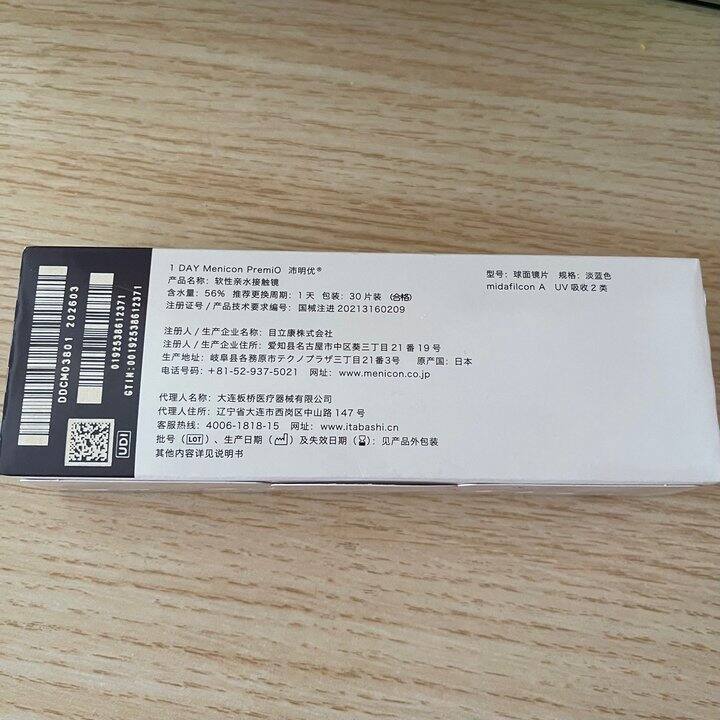 1 DAY Menicon PremiO 沛明优®
产品名称：软性亲水接触镜
含水量：56% 推荐更换周期：1 天 包装：30 片装（合格）
注册证号/产品技术要求编号：国械注进 20213160209
型号：球面镜片 规格：淡蓝色
midafilcon A UV 吸收 2 类
注册人/生产企业名称：目立康株式会社
注册人/生产企业住所：爱知县名古屋市中区葵三丁目 21 番 19 号
生产地址：岐阜县各務原市テクノプラザ三丁目 21 番 3 号 原产国：日本
电话号码：+81-52-937-5021 网址：www.menicon.co.jp
代理人名称：大连板桥医疗器械有限公司
代理人住所：辽宁省大连市西岗区中山路 147 号
客服热线：4006-1818-15 网址：www.itabashi.cn
批号（LOT）、生产日期（）及失效日期（）：见产品外包装
其他内容详见说明书
DDCM03B01 202603
0192538612371
GTIN:00192538612371
UDI